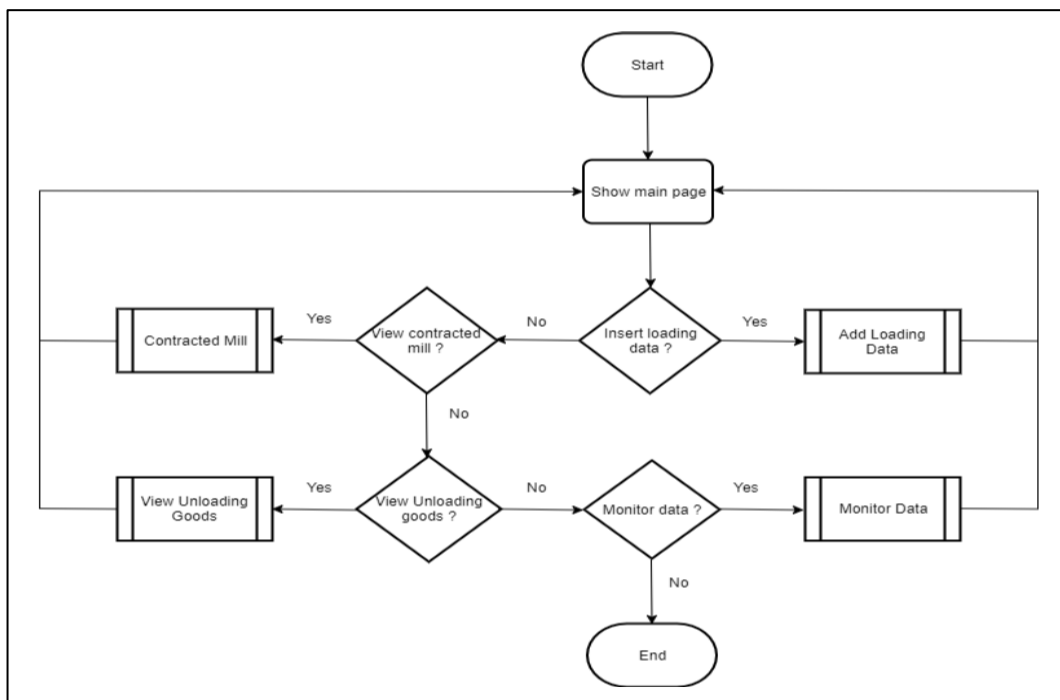 Start
Show main page
Insert loading
data ?
Yes
Add Loading
Data
No
View contracted
mill ?
Yes
Contracted Mill
No
View Unloading
goods ?
Yes
View Unloading
Goods
No
Monitor data ?
Yes
Monitor Data
No
End